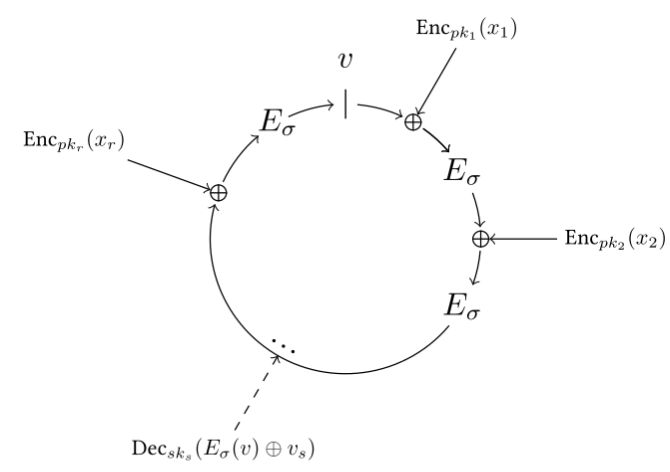 Enc_{pk_1}(x_1)
v
E_σ
⊕
Enc_{pk_r}(x_r)
E_σ
⊕
⊕
Enc_{pk_2}(x_2)
E_σ
...
Dec_{sk_s}(E_σ(v) ⊕ v_s)